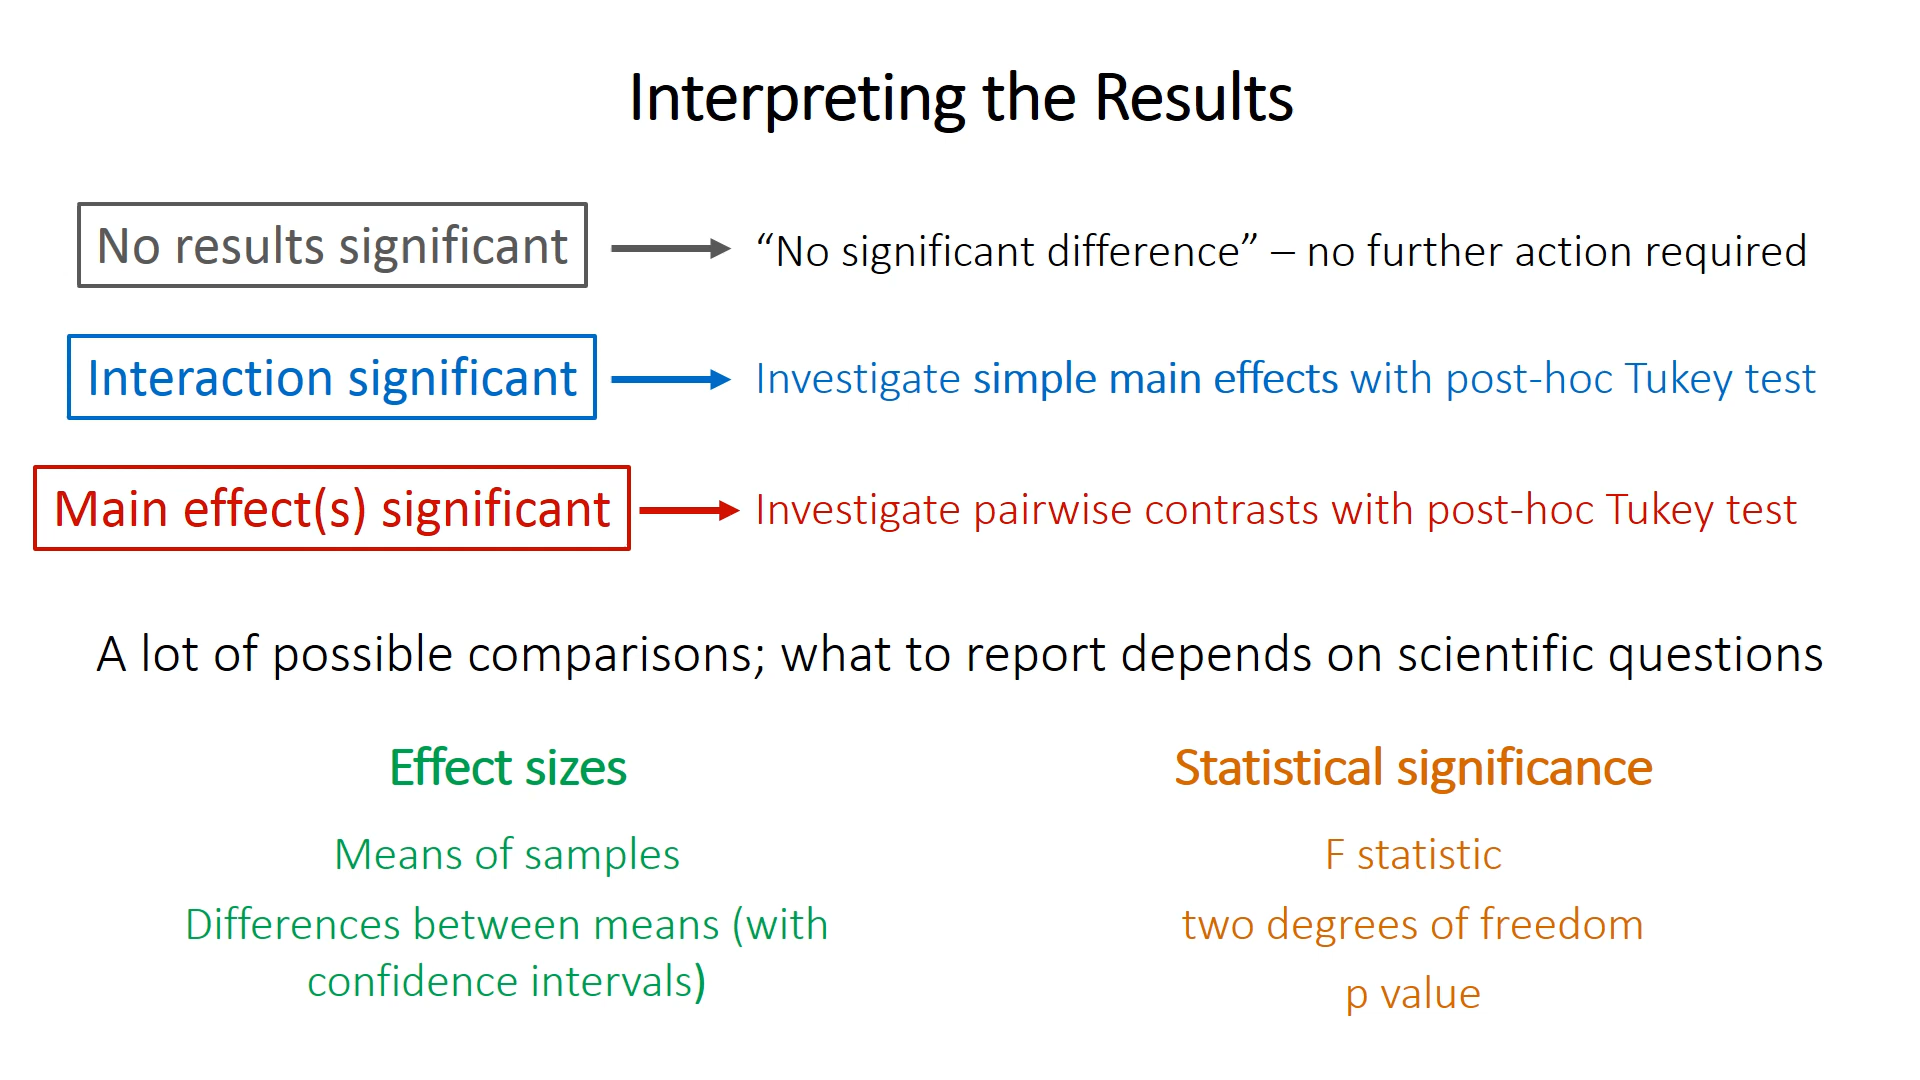 Interpreting the Results
No results significant
“No significant difference” – no further action required
Interaction significant
Investigate simple main effects with post-hoc Tukey test
Main effect(s) significant
Investigate pairwise contrasts with post-hoc Tukey test
A lot of possible comparisons; what to report depends on scientific questions
Effect sizes
Means of samples
Differences between means (with
confidence intervals)
Statistical significance
F statistic
two degrees of freedom
p value